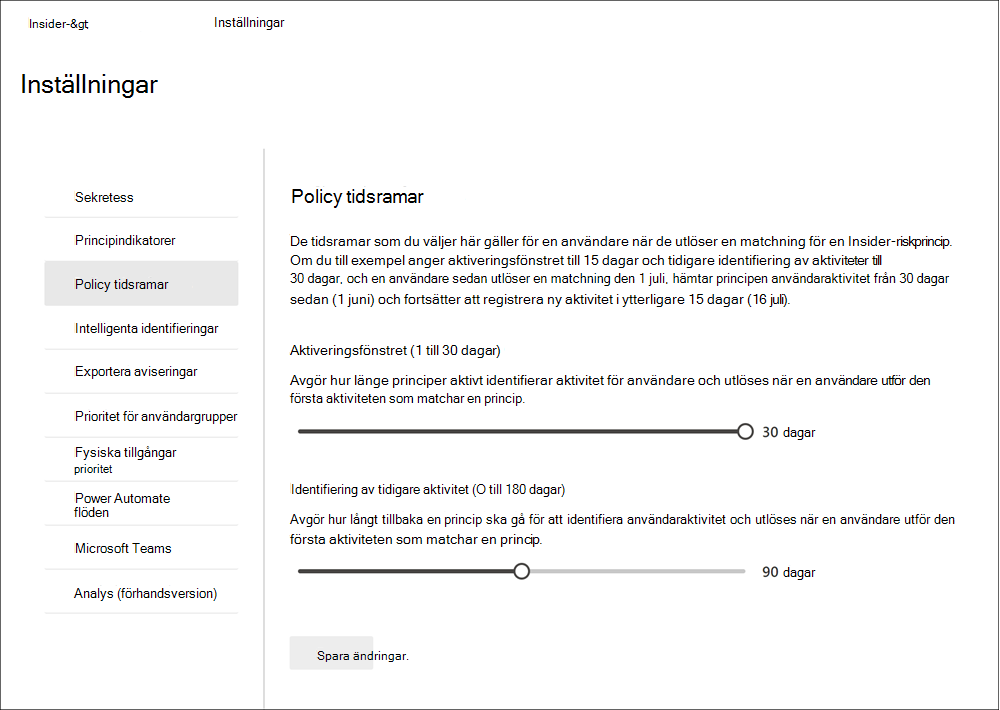 Insider-&gt;
Inställningar
Inställningar
Sekretess
Principindikatorer
Policy tidsramar
Intelligenta identifieringar
Exportera aviseringar
Prioritet för användargrupper
Fysiska tillgångar
prioritet
Power Automate
flöden
Microsoft Teams
Analys (förhandsversion)
Policy tidsramar
De tidsramar som du väljer här gäller för en användare när de utlöser en matchning för en Insider-riskprincip.
Om du till exempel anger aktiveringsfönstret till 15 dagar och tidigare identifiering av aktiviteter till
30 dagar, och en användare sedan utlöser en matchning den 1 juli, hämtar principen användaraktivitet från 30 dagar
sedan (1 juni) och fortsätter att registrera ny aktivitet i ytterligare 15 dagar (16 juli).
Aktiveringsfönstret (1 till 30 dagar)
Avgör hur länge principer aktivt identifierar aktivitet för användare och utlöses när en användare utför den
första aktiviteten som matchar en princip.
30 dagar
Identifiering av tidigare aktivitet (O till 180 dagar)
Avgör hur långt tillbaka en princip ska gå för att identifiera användaraktivitet och utlöses när en användare utför den
första aktiviteten som matchar en princip.
90 dagar
Spara ändringar.